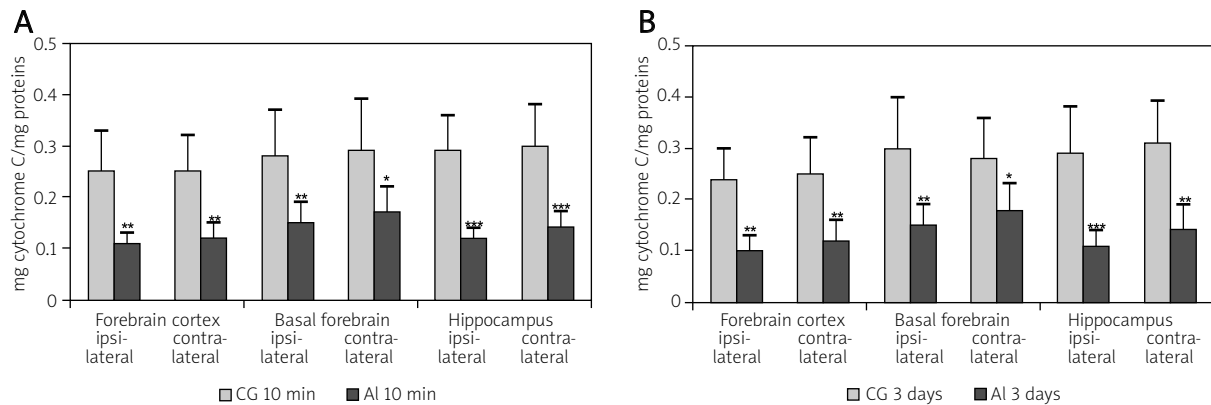 A
mg cytochrome C/mg proteins
0.5
0.4
0.3
0.2
0.1
0
**
**
**
*
***
***
Forebrain cortex
Basal forebrain
Hippocampus
ipsi-
lateral
contra-
lateral
ipsi-
lateral
contra-
lateral
ipsi-
lateral
contra-
lateral
CG 10 min
Al 10 min
B
mg cytochrome C/mg proteins
0.5
0.4
0.3
0.2
0.1
0
**
**
**
*
***
**
Forebrain cortex
Basal forebrain
Hippocampus
ipsi-
lateral
contra-
lateral
ipsi-
lateral
contra-
lateral
ipsi-
lateral
contra-
lateral
CG 3 days
Al 3 days